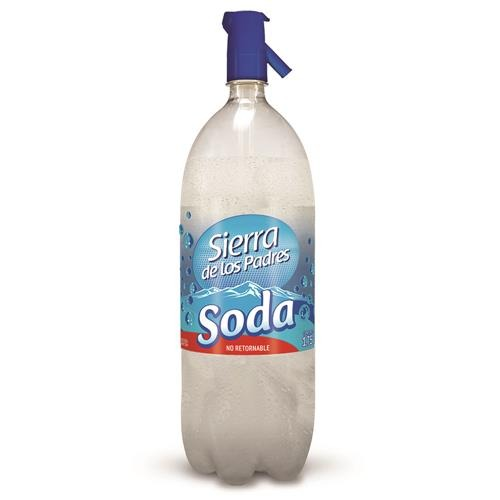 Sierra
de los Padres
Soda
NO RETORNABLE